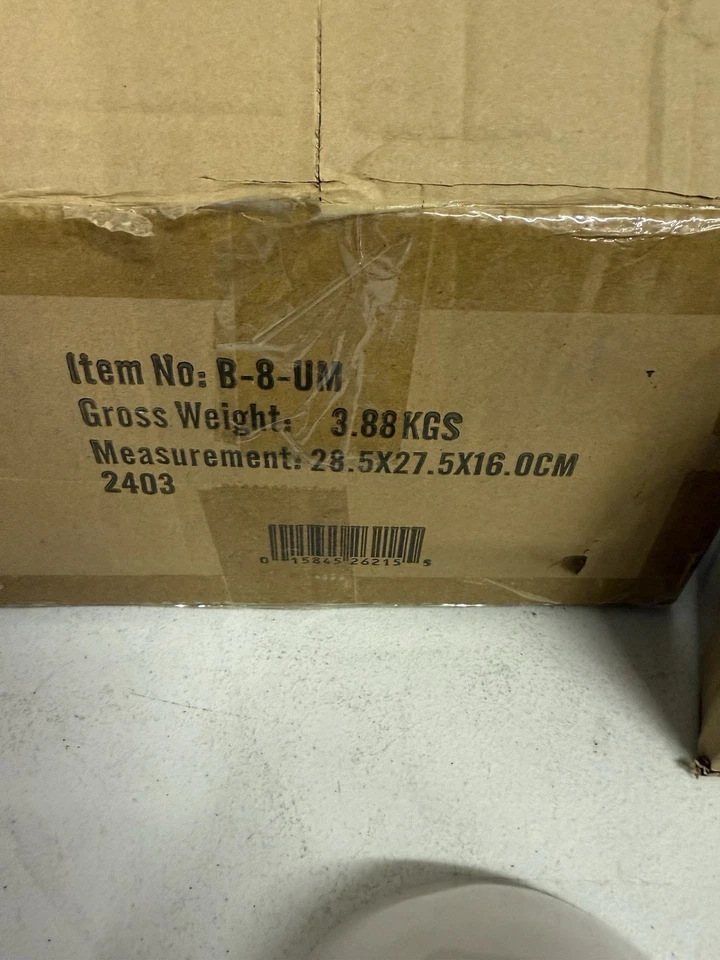 Item No: B-8-UM
Gross Weight: 3.88KGS
Measurement: 28.5X27.5X16.0CM
2403
0 15845 26215 5